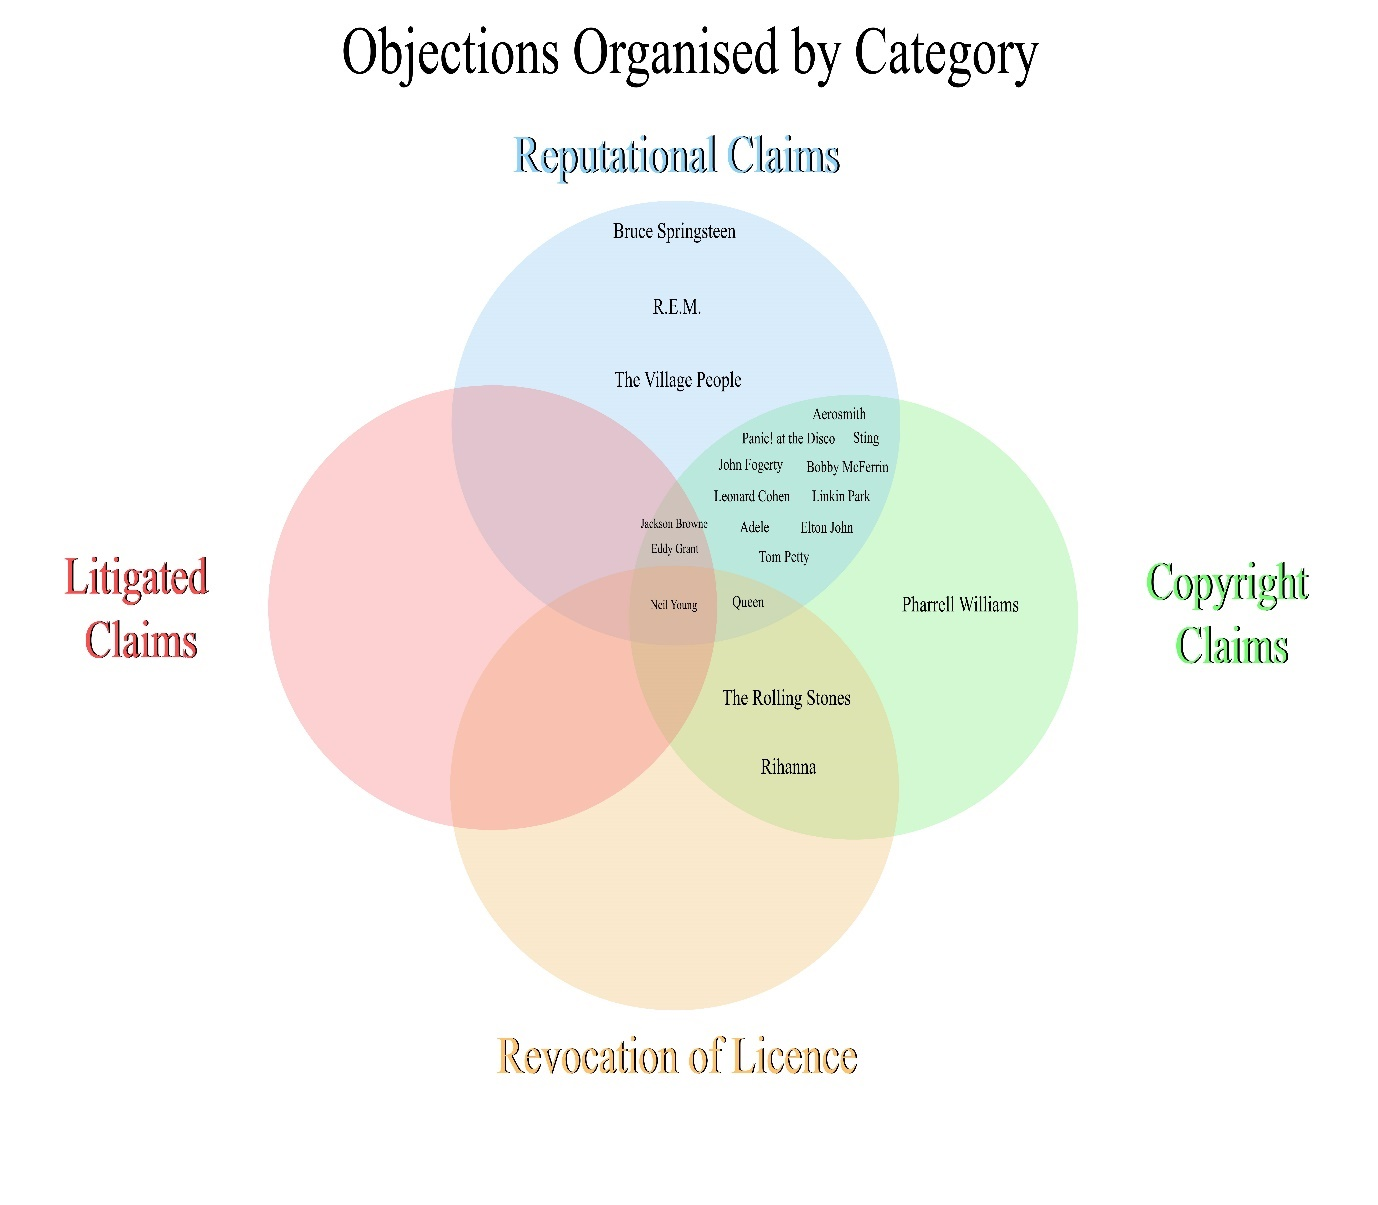 Objections Organised by Category
Reputational Claims
Bruce Springsteen
R.E.M.
The Village People
Aerosmith
Panic! at the Disco Sting
John Fogerty Bobby McFerrin
Leonard Cohen Linkin Park
Jackson Browne Adele Elton John
Eddy Grant Tom Petty
Neil Young Queen
Litigated
Claims
Pharrell Williams
Copyright
Claims
The Rolling Stones
Rihanna
Revocation of Licence